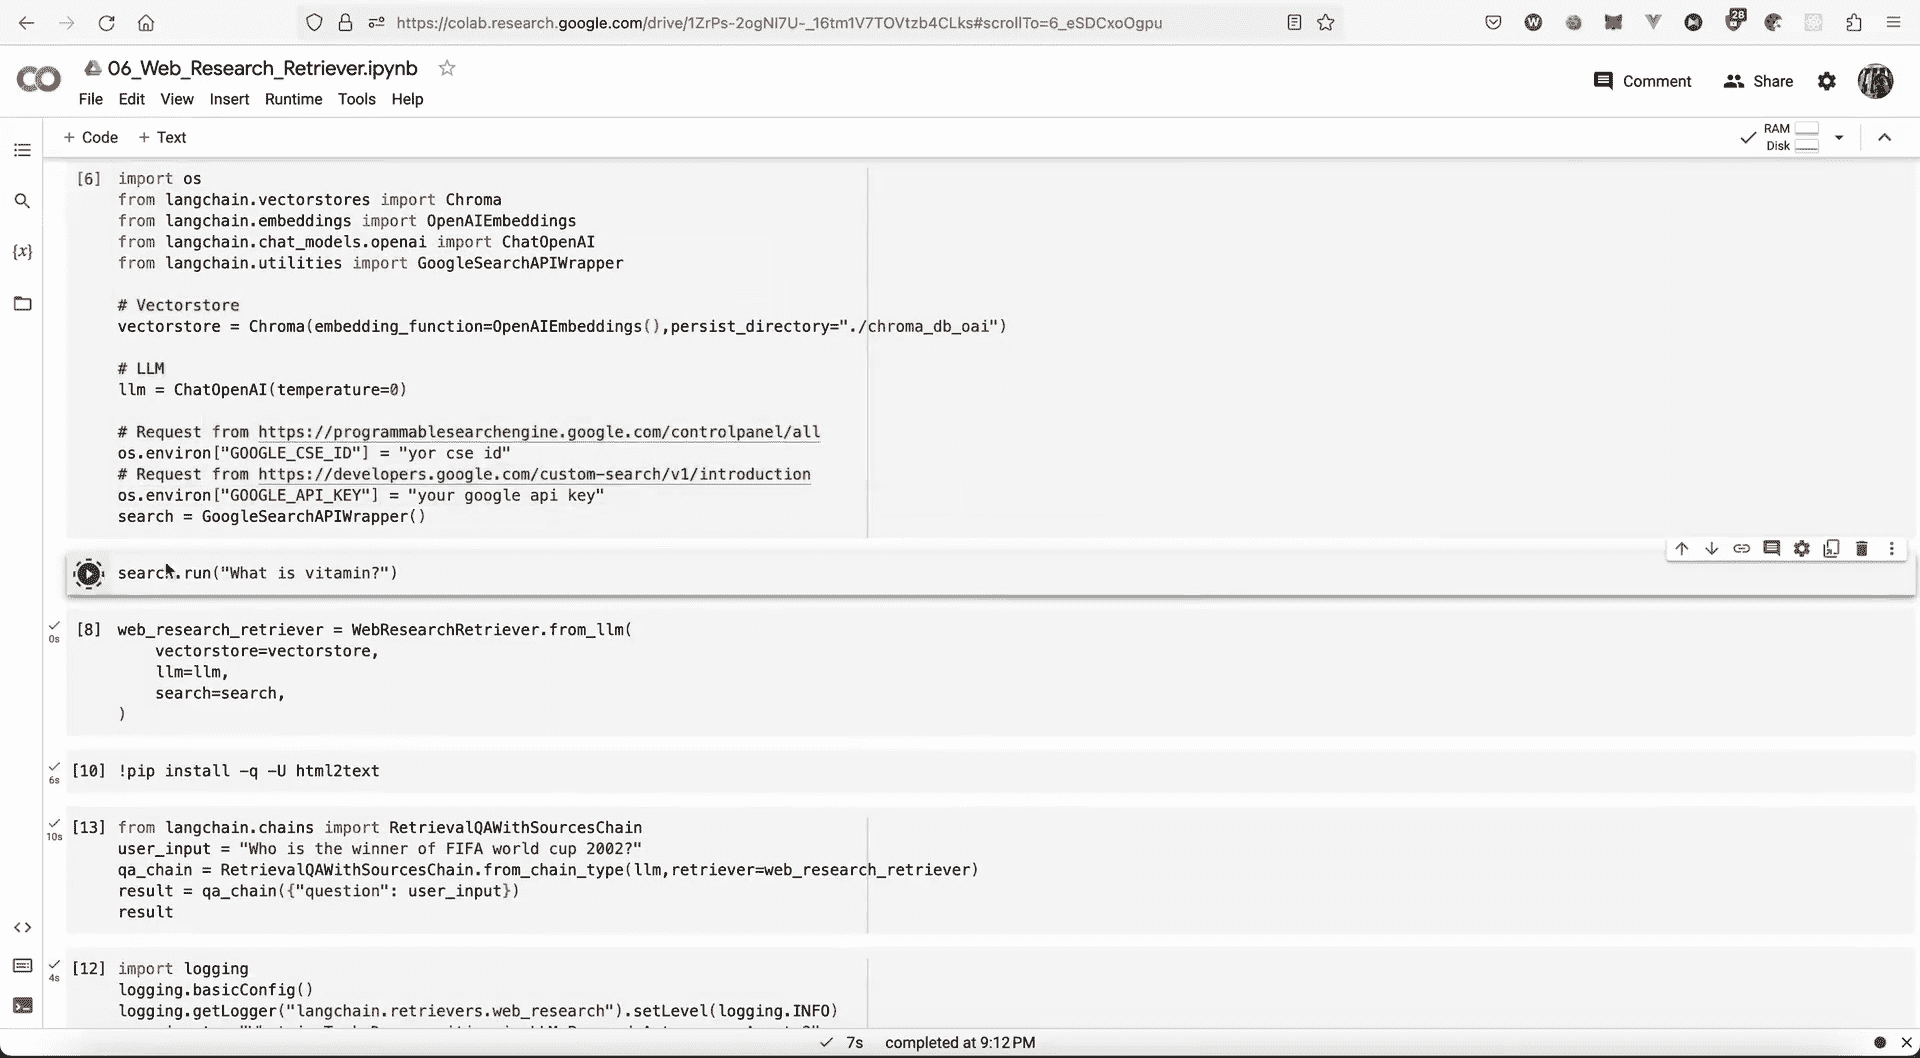 https://colab.research.google.com/drive/1ZrPs-2ogNI7U-_16tm1V7TOVtzb4CLks#scrollTo=6_eSDCxoOgpu
28
06_Web_Research_Retriever.ipynb
Comment
Share
File Edit View Insert Runtime Tools Help
+ Code + Text
RAM
Disk
[6] import os
from langchain.vectorstores import Chroma
from langchain.embeddings import OpenAIEmbeddings
from langchain.chat_models.openai import ChatOpenAI
from langchain.utilities import GoogleSearchAPIWrapper
# Vectorstore
vectorstore = Chroma(embedding_function=OpenAIEmbeddings(),persist_directory="./chroma_db_oai")
# LLM
llm = ChatOpenAI(temperature=0)
# Request from https://programmablesearchengine.google.com/controlpanel/all
os.environ["GOOGLE_CSE_ID"] = "yor cse id"
# Request from https://developers.google.com/custom-search/v1/introduction
os.environ["GOOGLE_API_KEY"] = "your google api key"
search = GoogleSearchAPIWrapper()
search.run("What is vitamin?")
0s [8] web_research_retriever = WebResearchRetriever.from_llm(
vectorstore=vectorstore,
llm=llm,
search=search,
)
6s [10] !pip install -q -U html2text
10s [13] from langchain.chains import RetrievalQAWithSourcesChain
user_input = "Who is the winner of FIFA world cup 2002?"
qa_chain = RetrievalQAWithSourcesChain.from_chain_type(llm,retriever=web_research_retriever)
result = qa_chain({"question": user_input})
result
4s [12] import logging
logging.basicConfig()
logging.getLogger("langchain.retrievers.web_research").setLevel(logging.INFO)
7s completed at 9:12 PM